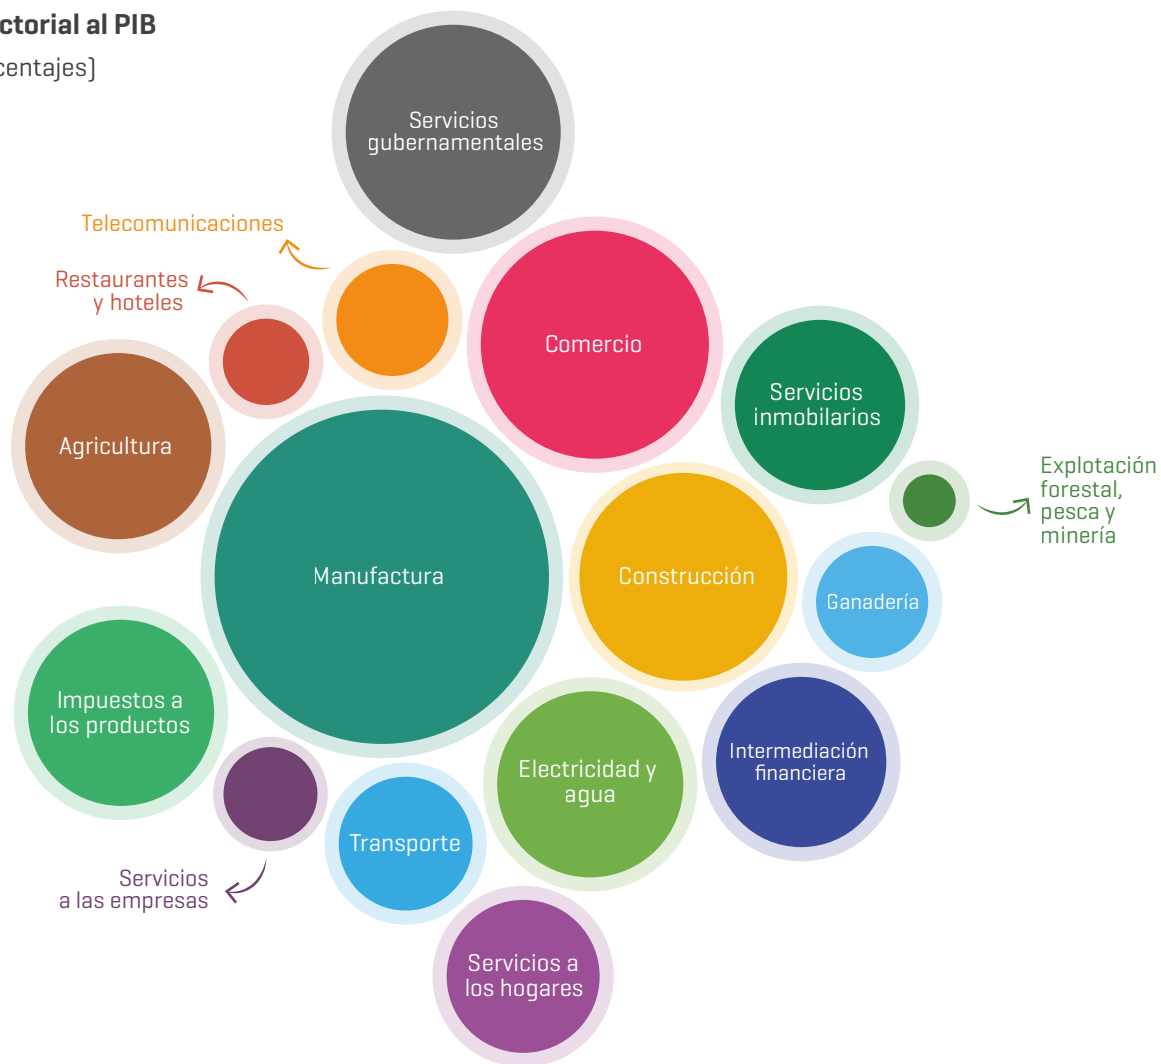 ctorial al PIB
centajes)
Servicios
gubernamentales
Telecomunicaciones
Restaurantes
y hoteles
Comercio
Servicios
inmobilarios
Agricultura
Explotación
forestal,
pesca y
minería
Manufactura
Construcción
Ganadería
Impuestos a
los productos
Intermediación
financiera
Electricidad y
agua
Transporte
Servicios
a las empresas
Servicios a
los hogares